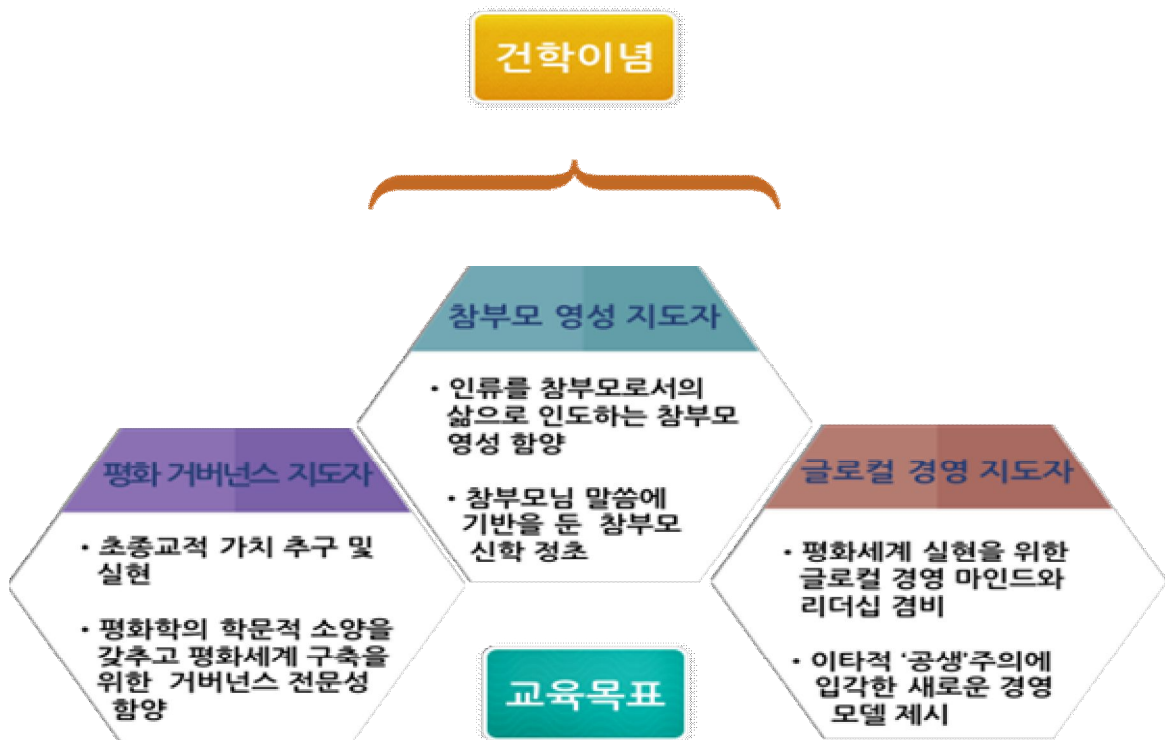 건학이념
참부모 영성 지도자
• 인류를 참부모로서의
삶으로 인도하는 참부모
영성 함양
• 참부모님 말씀에
기반을 둔 참부모
신학 정초
평화 거버넌스 지도자
• 초종교적 가치 추구 및
실현
• 평화학의 학문적 소양을
갖추고 평화세계 구축을
위한 거버넌스 전문성
함양
글로컬 경영 지도자
• 평화세계 실현을 위한
글로컬 경영 마인드와
리더십 겸비
• 이타적 ‘공생’주의에
입각한 새로운 경영
모델 제시
교육목표